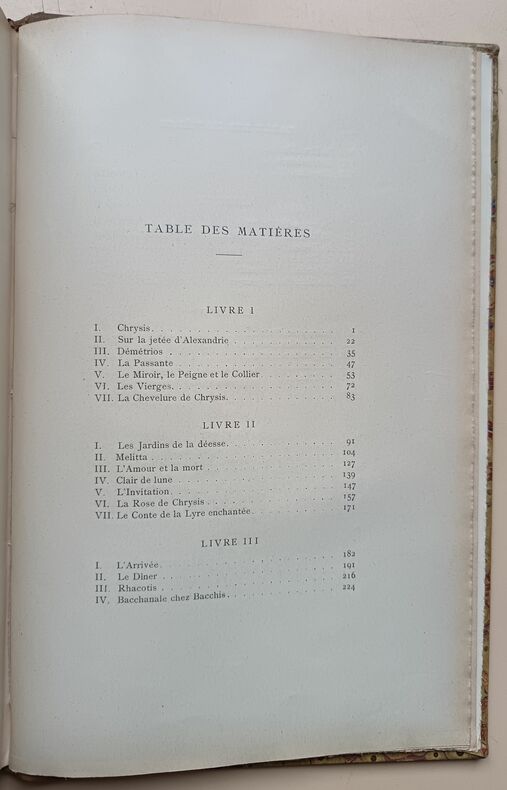 TABLE DES MATIÈRES
LIVRE I
I. Chrysis. . . . . . . . . . . . . . . . 1
II. Sur la jetée d'Alexandrie . . . . . . . . . 22
III. Démétrios . . . . . . . . . . . . . . . 35
IV. La Passante . . . . . . . . . . . . . . 47
V. Le Miroir, le Peigne et le Collier. . . . . . . 53
VI. Les Vierges. . . . . . . . . . . . . . 72
VII. La Chevelure de Chrysis. . . . . . . . . . 83
LIVRE II
I. Les Jardins de la déesse. . . . . . . . . . 91
II. Melitta . . . . . . . . . . . . . . . . 104
III. L'Amour et la mort . . . . . . . . . . . 127
IV. Clair de lune . . . . . . . . . . . . . 139
V. L'Invitation . . . . . . . . . . . . . . 147
VI. La Rose de Chrysis . . . . . . . . . . . 157
VII. Le Conte de la Lyre enchantée. . . . . . . . 171
LIVRE III
I. L'Arrivée. . . . . . . . . . . . . . . 182
II. Le Dîner . . . . . . . . . . . . . . . 191
III. Rhacotis . . . . . . . . . . . . . . . 216
IV. Bacchanale chez Bacchis. . . . . . . . . . 224